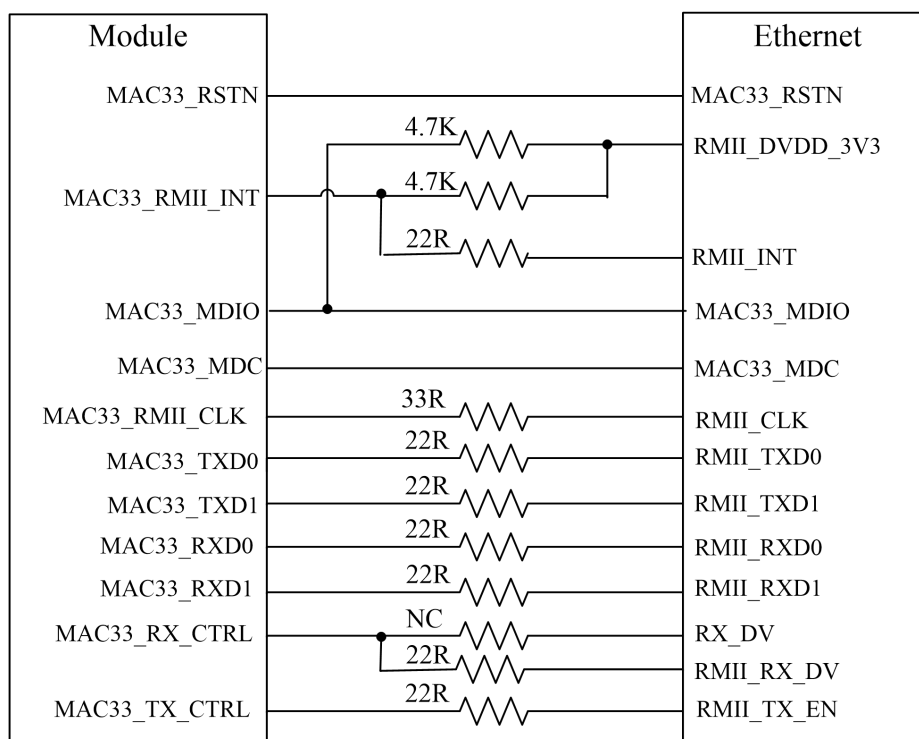 Module Ethernet
MAC33_RSTN MAC33_RSTN
4.7K RMII_DVDD_3V3
MAC33_RMII_INT 4.7K
22R RMII_INT
MAC33_MDIO MAC33_MDIO
MAC33_MDC MAC33_MDC
MAC33_RMII_CLK 33R RMII_CLK
MAC33_TXD0 22R RMII_TXD0
MAC33_TXD1 22R RMII_TXD1
MAC33_RXD0 22R RMII_RXD0
MAC33_RXD1 22R RMII_RXD1
MAC33_RX_CTRL NC RX_DV
22R RMII_RX_DV
MAC33_TX_CTRL 22R RMII_TX_EN